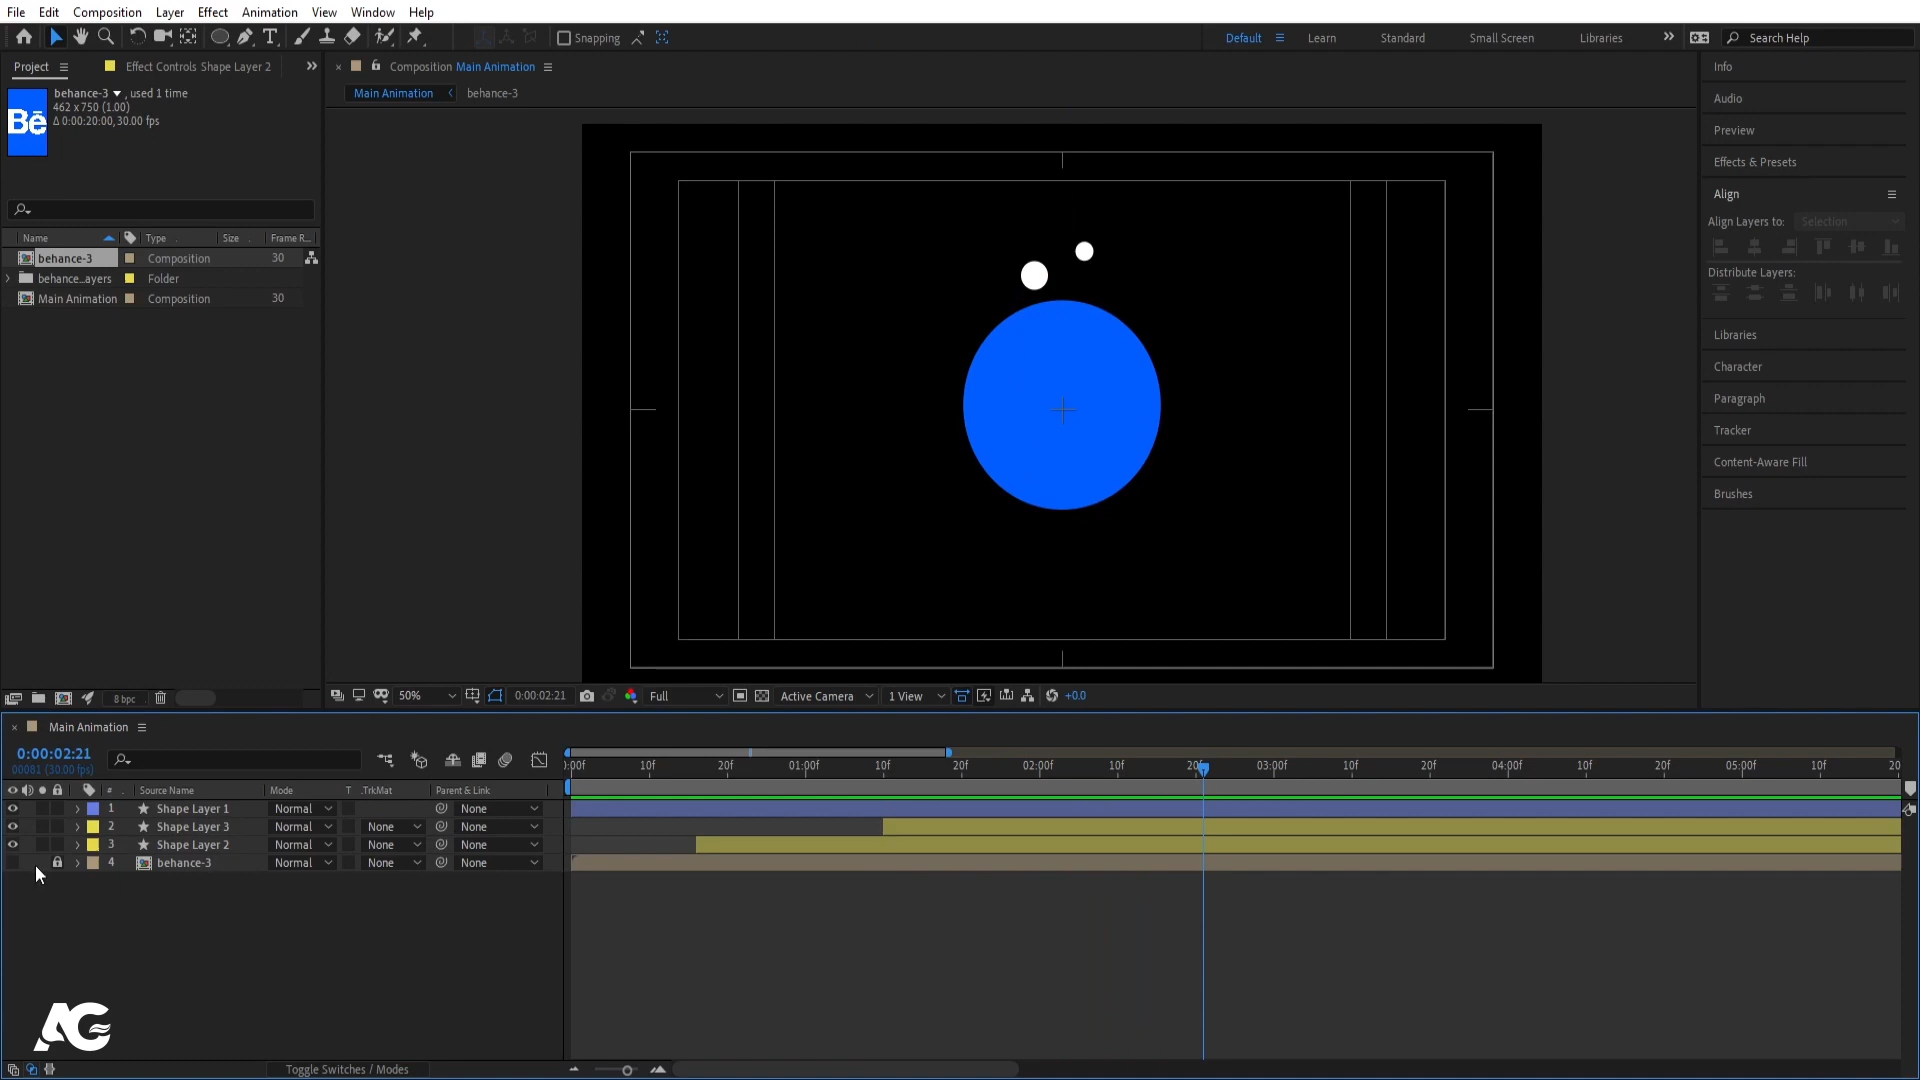 File Edit Composition Layer Effect Animation View Window Help
Snapping
Default Learn Standard Small Screen Libraries Search Help
Project Effect Controls Shape Layer 2
Composition Main Animation
Main Animation behance-3
Bē
behance-3 , used 1 time
462 x 750 (1.00)
Δ 0:00:20:00, 30.00 fps
Name Type Size Frame R...
behance-3 Composition 30
behance...ayers Folder
Main Animation Composition 30
8 bpc
50% 0:00:02:21 Full Active Camera 1 View +0.0
Info
Audio
Preview
Effects & Presets
Align
Align Layers to: Selection
Distribute Layers:
Libraries
Character
Paragraph
Tracker
Content-Aware Fill
Brushes
Main Animation
0:00:02:21
00081 (30.00 fps)
):00f 10f 20f 01:00f 10f 20f 02:00f 10f 20f 03:00f 10f 20f 04:00f 10f 20f 05:00f 10f 20
# Source Name Mode T .TrkMat Parent & Link
1 Shape Layer 1 Normal None
2 Shape Layer 3 Normal None None
3 Shape Layer 2 Normal None None
4 behance-3 Normal None None
AG
Toggle Switches / Modes